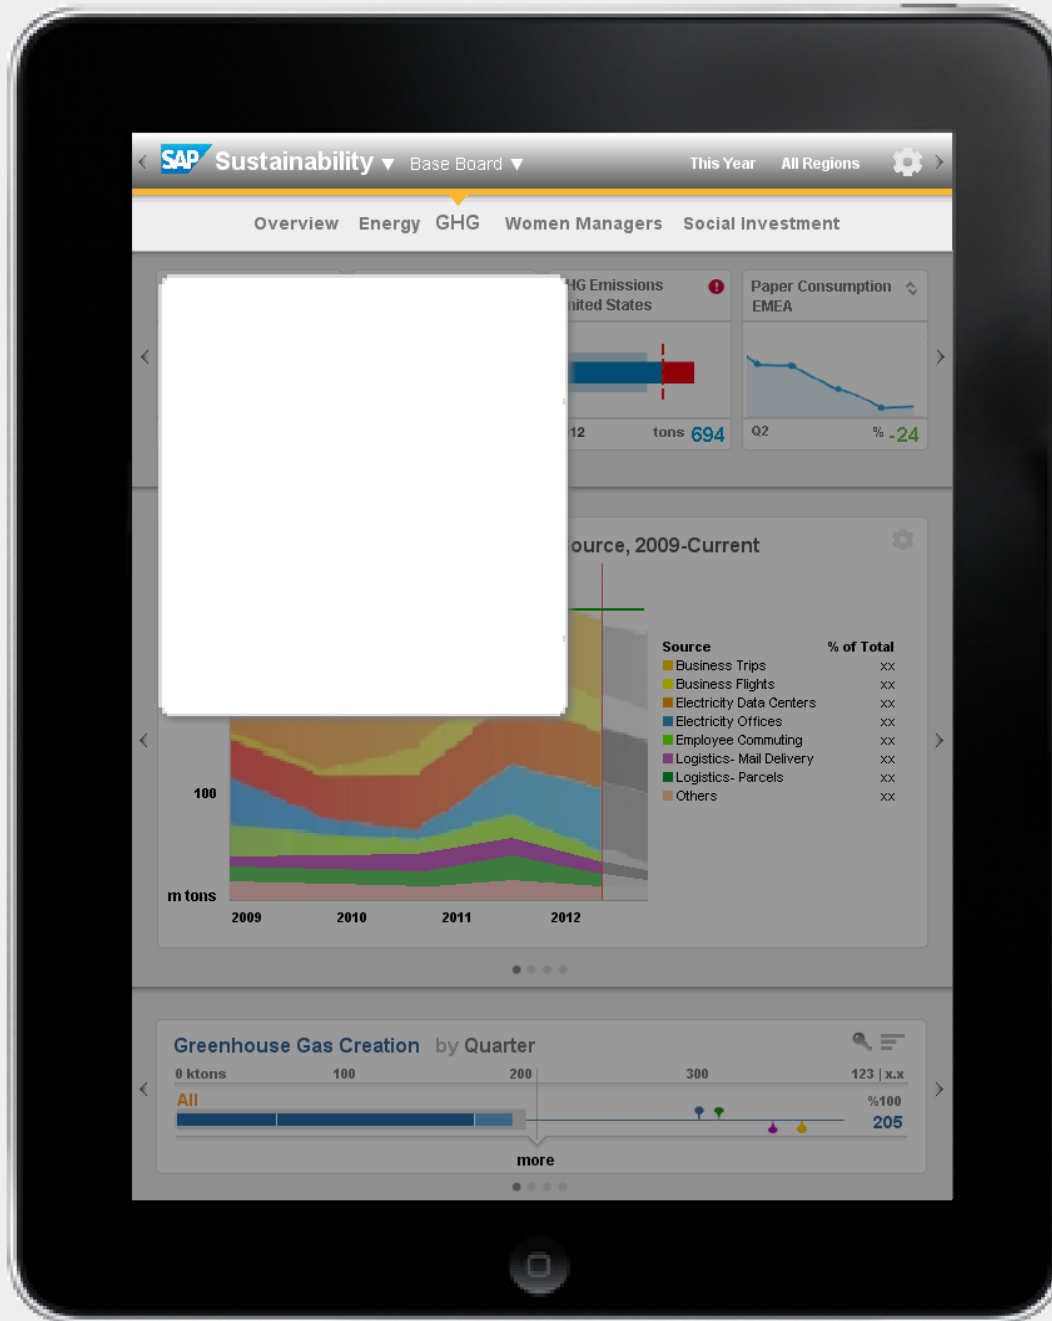 SAP Sustainability ▼ Base Board ▼ This Year All Regions
Overview Energy GHG Women Managers Social Investment
HG Emissions
nited States
12 tons 694
Paper Consumption
EMEA
Q2 % -24
ource, 2009-Current
Source % of Total
Business Trips xx
Business Flights xx
Electricity Data Centers xx
Electricity Offices xx
Employee Commuting xx
Logistics- Mail Delivery xx
Logistics- Parcels xx
Others xx
100
m tons
2009 2010 2011 2012
Greenhouse Gas Creation by Quarter
0 ktons 100 200 300 123 | x.x
All %100
205
more